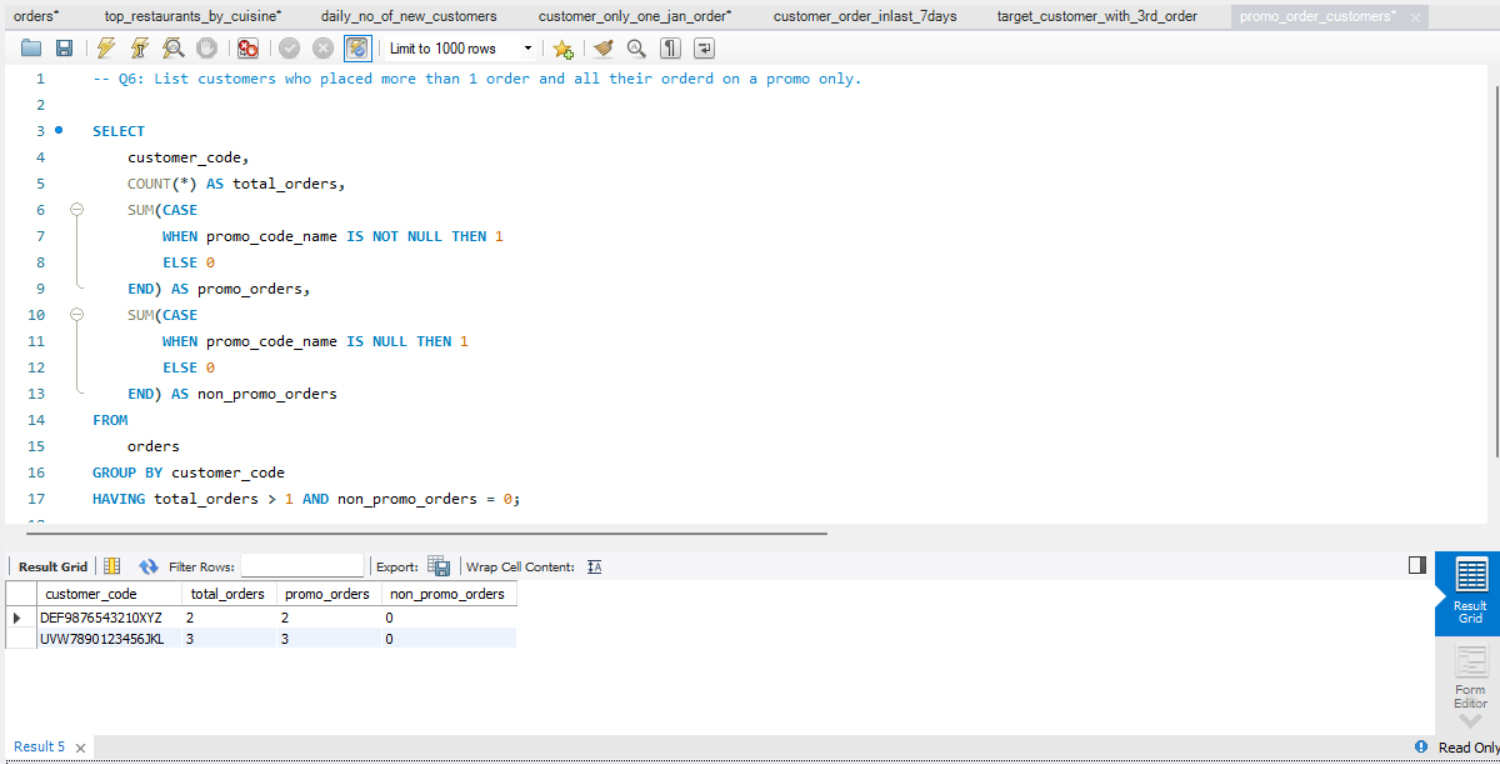 orders* top_restaurants_by_cuisine* daily_no_of_new_customers customer_only_one_jan_order* customer_order_inlast_7days target_customer_with_3rd_order promo_order_customers*
Limit to 1000 rows
1 -- Q6: List customers who placed more than 1 order and all their orderd on a promo only.
2
3 SELECT
4 customer_code,
5 COUNT(*) AS total_orders,
6 SUM(CASE
7 WHEN promo_code_name IS NOT NULL THEN 1
8 ELSE 0
9 END) AS promo_orders,
10 SUM(CASE
11 WHEN promo_code_name IS NULL THEN 1
12 ELSE 0
13 END) AS non_promo_orders
14 FROM
15 orders
16 GROUP BY customer_code
17 HAVING total_orders > 1 AND non_promo_orders = 0;
Result Grid Filter Rows: Export: Wrap Cell Content:
customer_code total_orders promo_orders non_promo_orders
DEF9876543210XYZ 2 2 0
UVW7890123456JKL 3 3 0
Result
Grid
Form
Editor
Result 5 Read Only